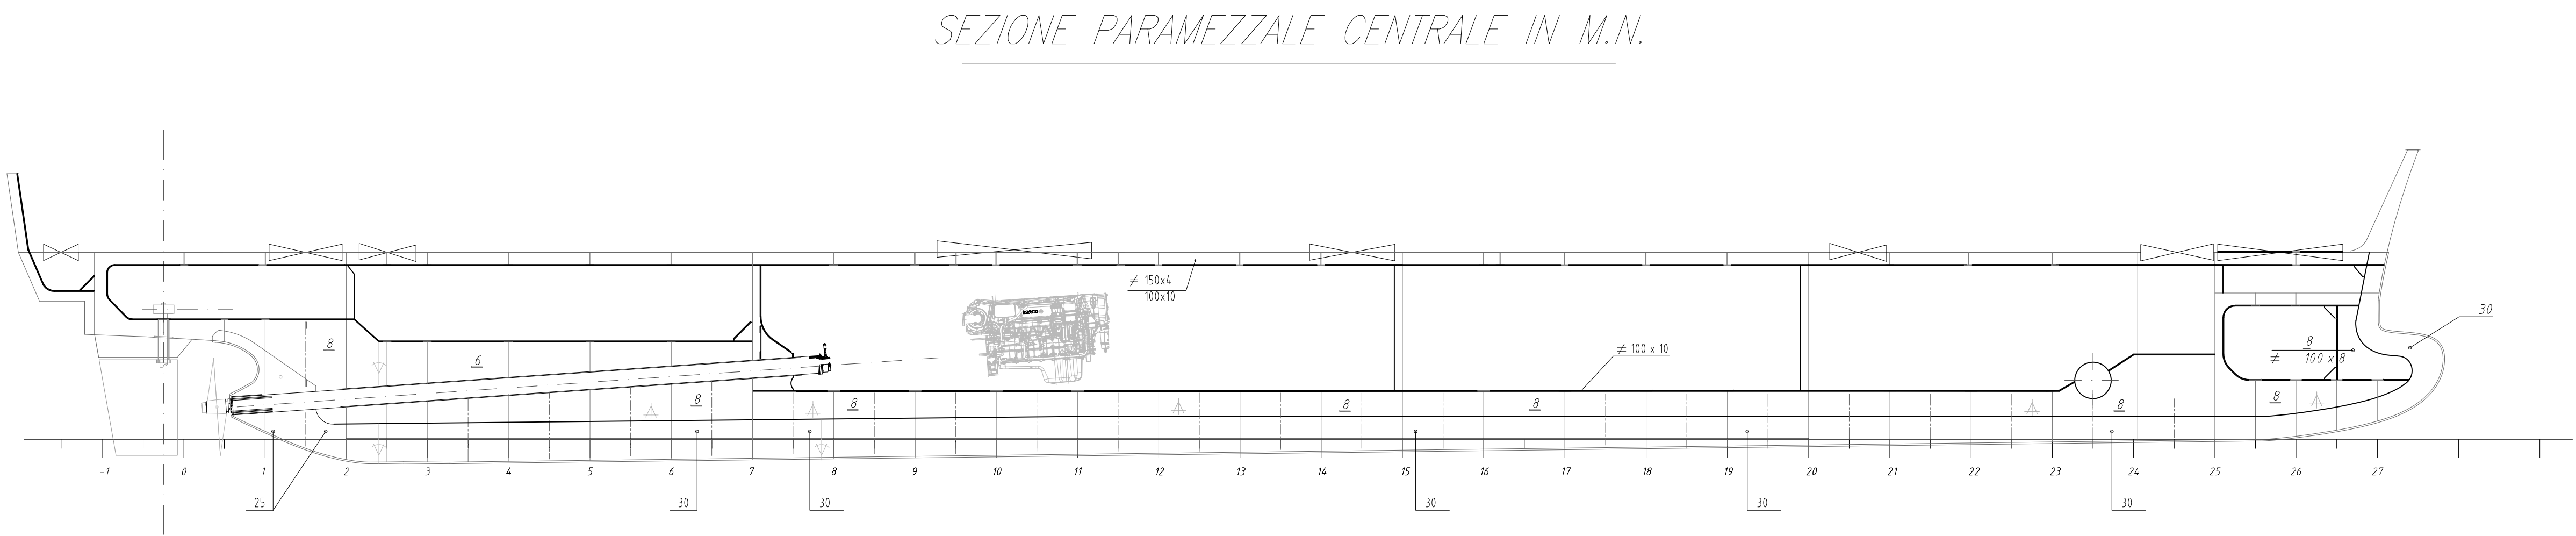 SEZIONE PARAMEZZALE CENTRALE IN M.N.
≠ 150x4
100x10
30
8
6
≠ 100 x 10
8
≠ 100 x 8
8
8
8
8
8
8
-1 0 1 2 3 4 5 6 7 8 9 10 11 12 13 14 15 16 17 18 19 20 21 22 23 24 25 26 27
25 30 30 30 30 30